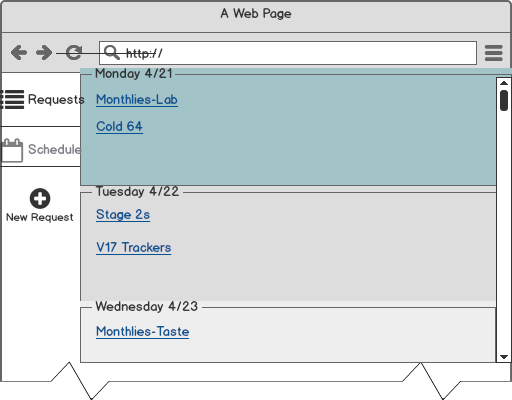 A Web Page
http://
Monday 4/21
Requests
Monthlies-Lab
Cold 64
Schedule
Tuesday 4/22
New Request
Stage 2s
V17 Trackers
Wednesday 4/23
Monthlies-Taste